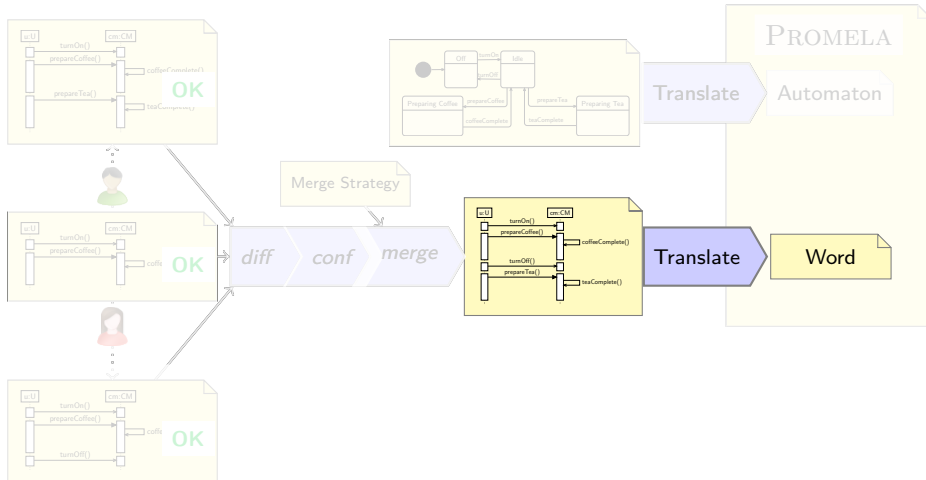 u:U
cm:CM
turnOn()
prepareCoffee()
coffeeComplete()
OK
prepareTea()
teaComplete()
Off
turnOn
Idle
turnOff
Preparing Coffee
prepareCoffee
prepareTea
Preparing Tea
coffeeComplete
teaComplete
PROMELA
Translate
Automaton
Merge Strategy
u:U
cm:CM
turnOn()
prepareCoffee()
OK
diff
conf
merge
u:U
cm:CM
turnOn()
prepareCoffee()
coffeeComplete()
turnOff()
prepareTea()
teaComplete()
Translate
Word
u:U
cm:CM
turnOn()
prepareCoffee()
OK
turnOff()